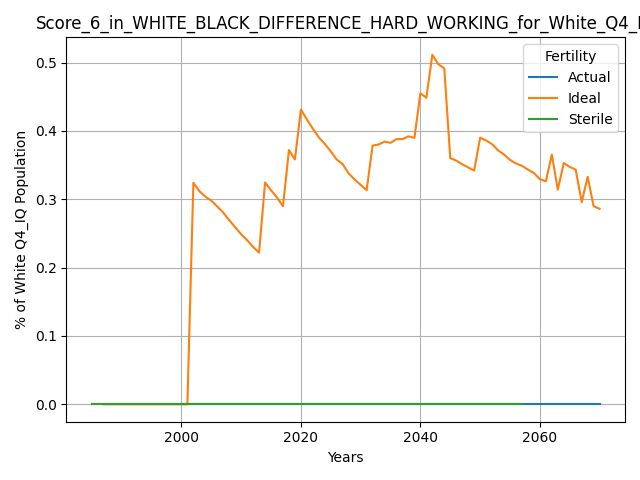 Score_6_in_WHITE_BLACK_DIFFERENCE_HARD_WORKING_for_White_Q4_I
Fertility
Actual
Ideal
Sterile
% of White Q4_IQ Population
0.5
0.4
0.3
0.2
0.1
0.0
2000 2020 2040 2060
Years